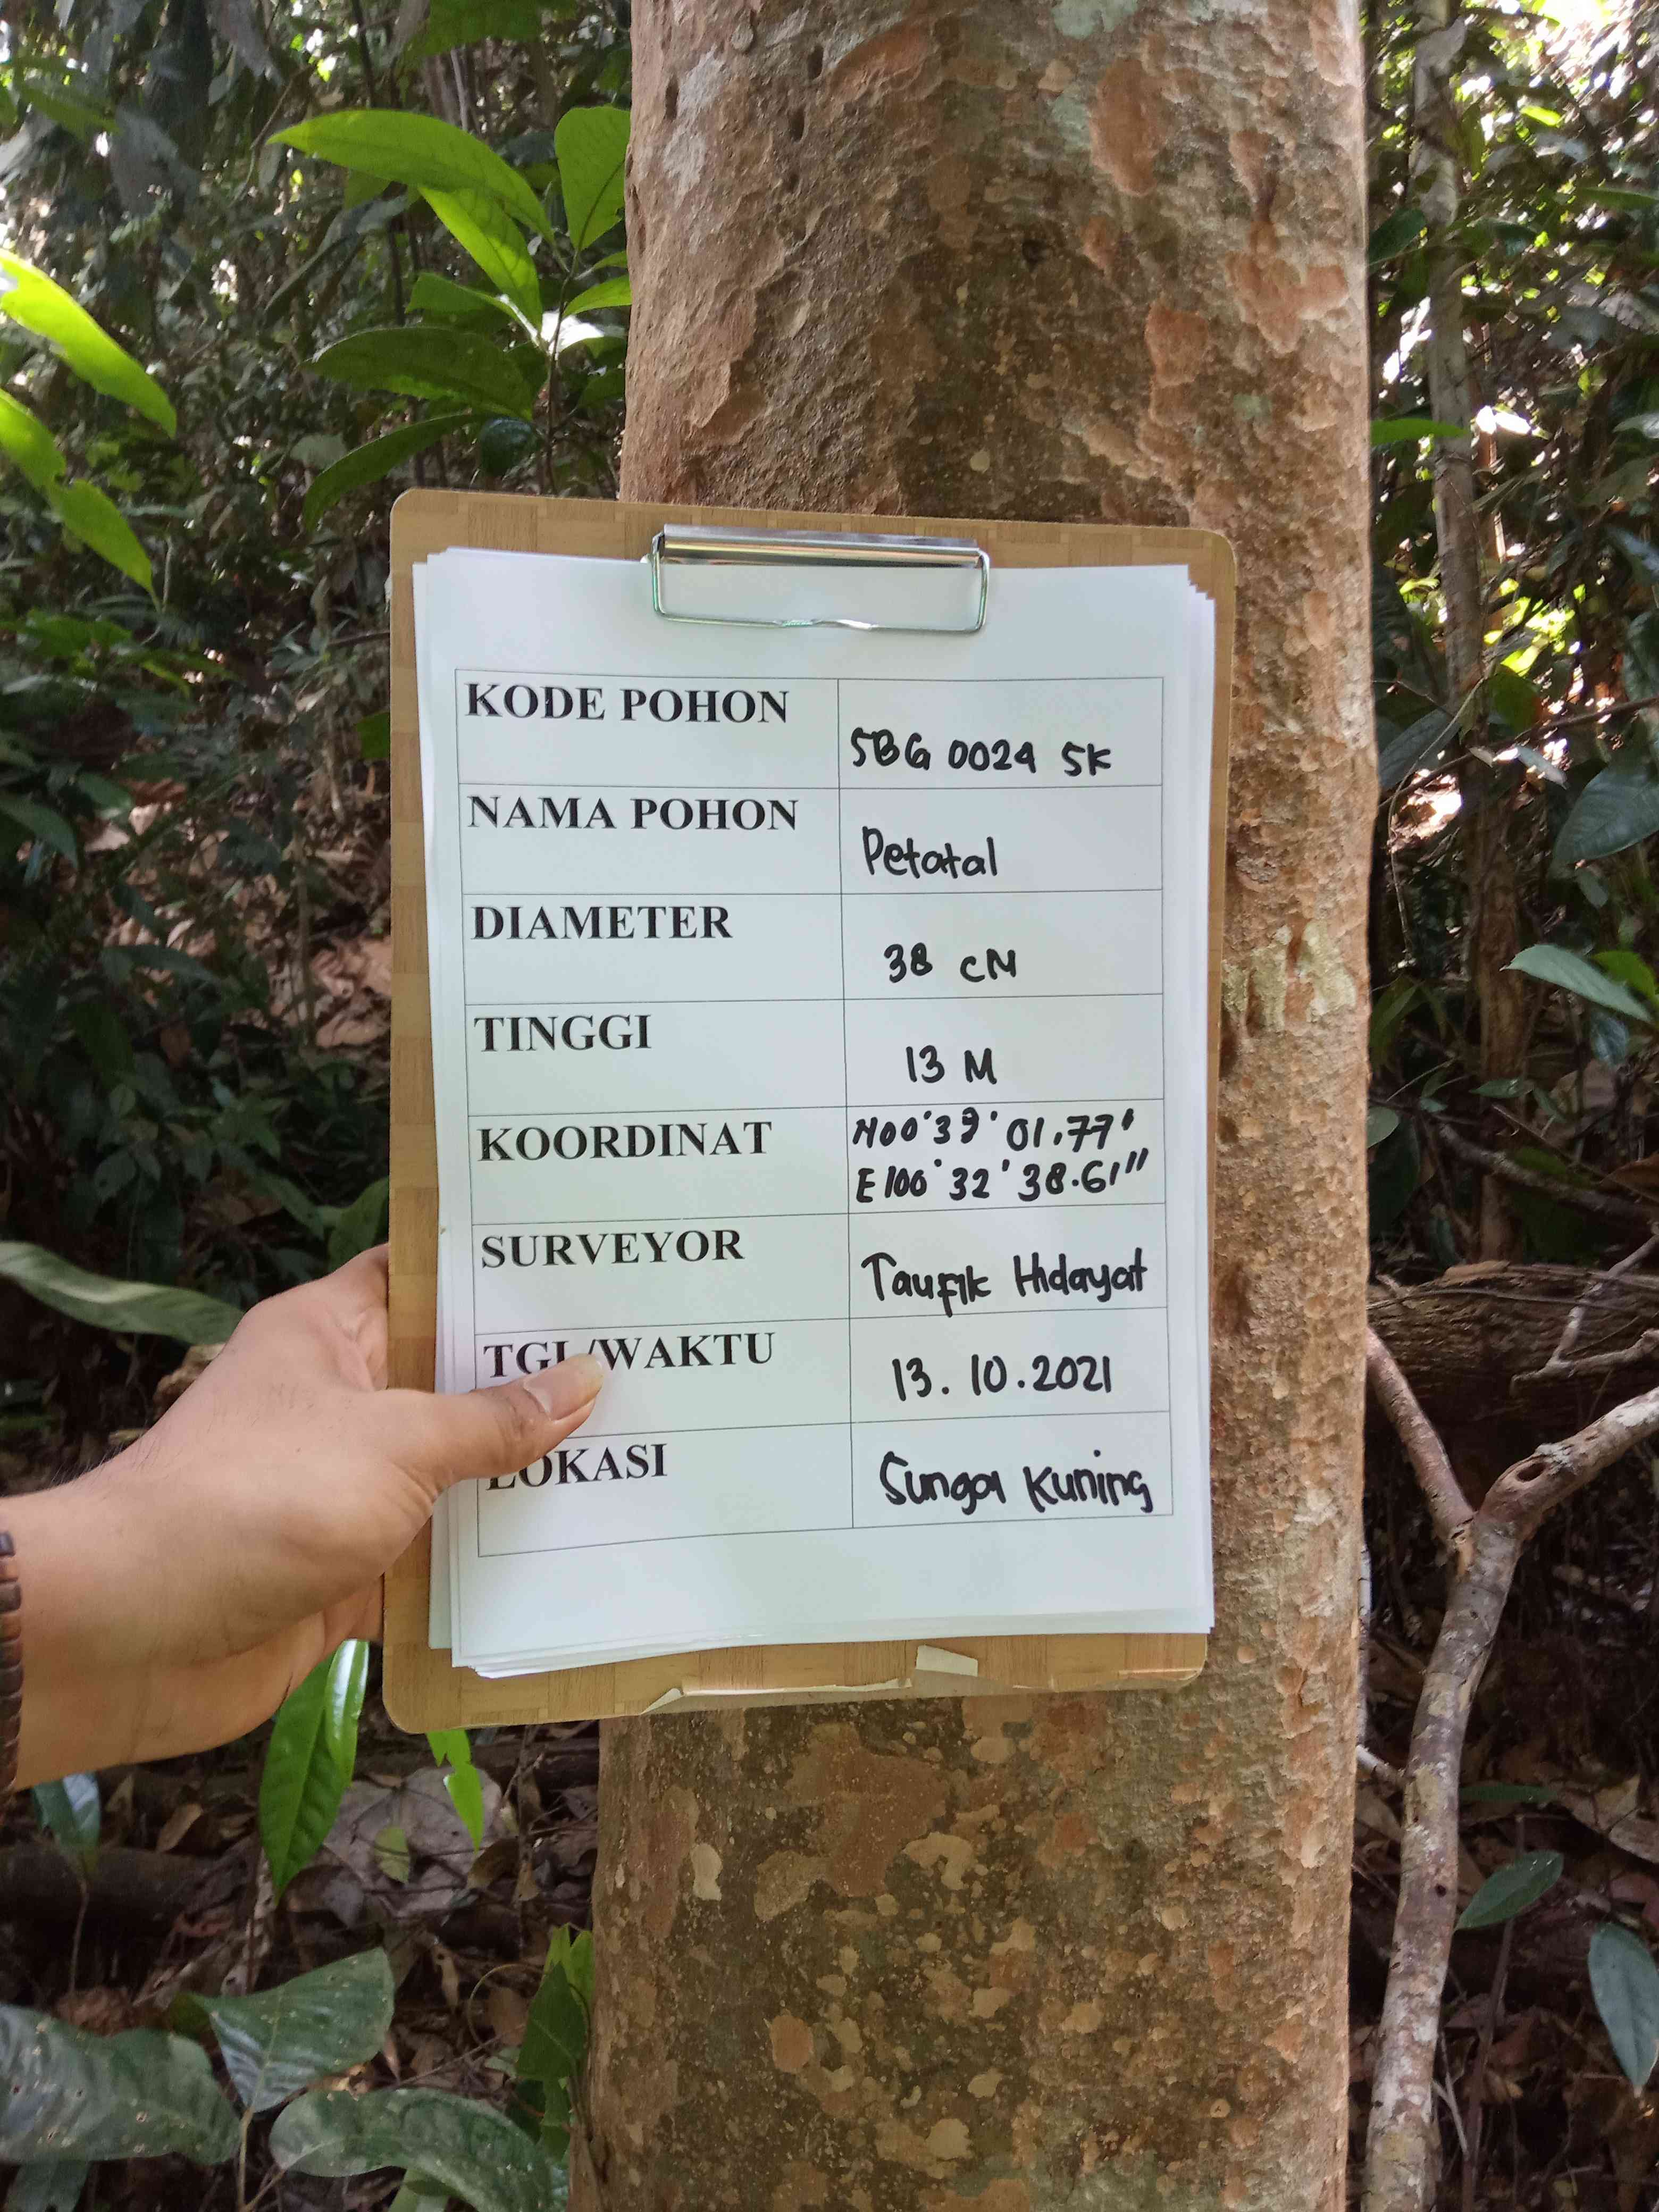 KODE POHON
SBG 0024 SK
NAMA POHON
Petatal
DIAMETER
38 CM
TINGGI
13 M
KOORDINAT
N00°39'01.77"
E100°32'38.61"
SURVEYOR
Taufik Hidayat
TGL/WAKTU
13.10.2021
LOKASI
Sungai Kuning